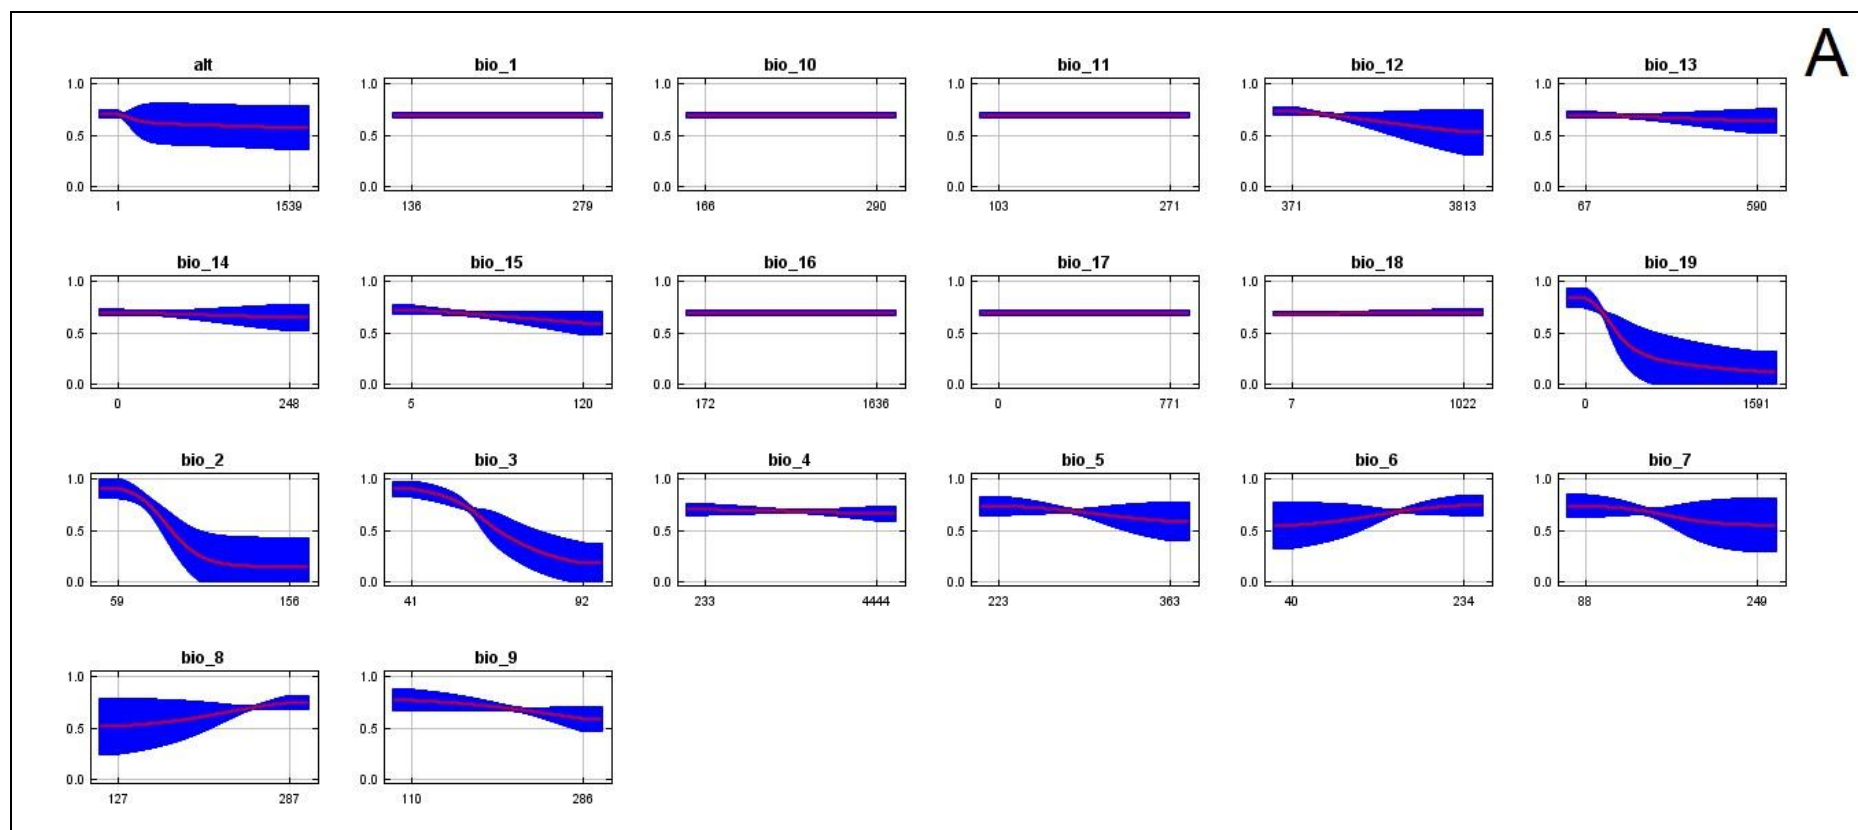 A
alt bio_1 bio_10 bio_11 bio_12 bio_13
1.0 1.0 1.0 1.0 1.0 1.0
0.5 0.5 0.5 0.5 0.5 0.5
0.0 0.0 0.0 0.0 0.0 0.0
1 1539 136 279 166 290 103 271 371 3813 67 590
bio_14 bio_15 bio_16 bio_17 bio_18 bio_19
1.0 1.0 1.0 1.0 1.0 1.0
0.5 0.5 0.5 0.5 0.5 0.5
0.0 0.0 0.0 0.0 0.0 0.0
0 248 5 120 172 1636 0 771 7 1022 0 1591
bio_2 bio_3 bio_4 bio_5 bio_6 bio_7
1.0 1.0 1.0 1.0 1.0 1.0
0.5 0.5 0.5 0.5 0.5 0.5
0.0 0.0 0.0 0.0 0.0 0.0
59 156 41 92 233 4444 223 363 40 234 88 249
bio_8 bio_9
1.0 1.0
0.5 0.5
0.0 0.0
127 287 110 286